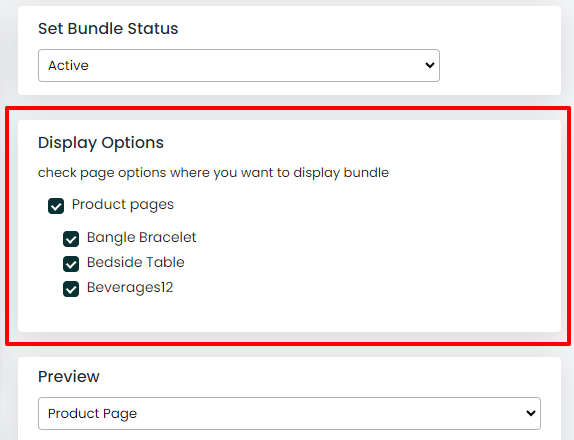 Set Bundle Status
Active
Display Options
check page options where you want to display bundle
Product pages
Bangle Bracelet
Bedside Table
Beverages12
Preview
Product Page